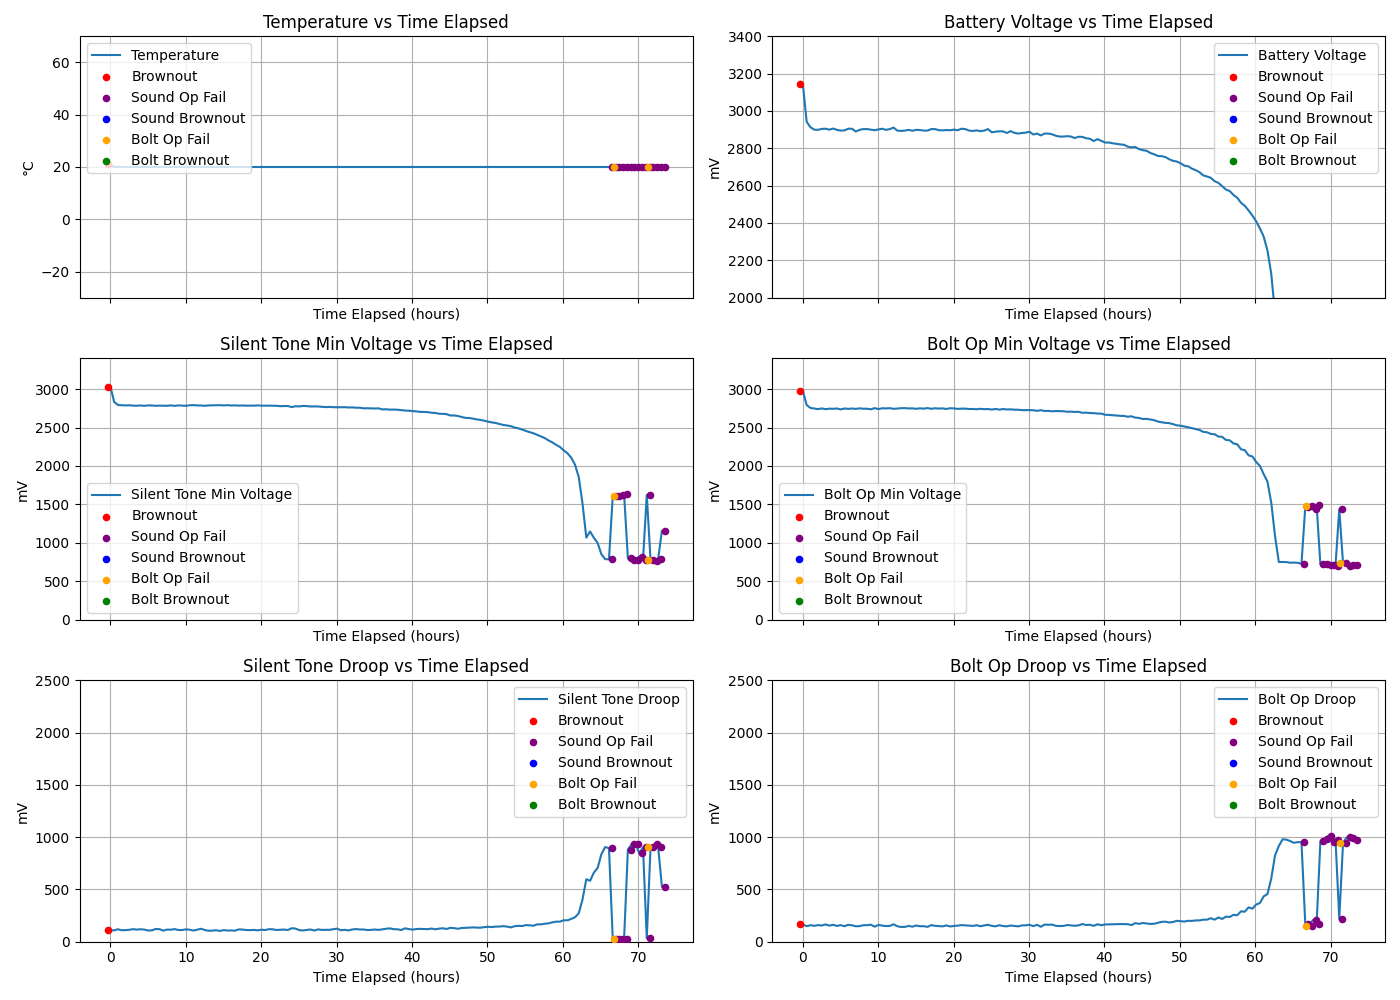 Temperature vs Time Elapsed
°C
60
40
20
0
−20
Temperature
Brownout
Sound Op Fail
Sound Brownout
Bolt Op Fail
Bolt Brownout
Time Elapsed (hours)
Battery Voltage vs Time Elapsed
mV
3400
3200
3000
2800
2600
2400
2200
2000
Battery Voltage
Brownout
Sound Op Fail
Sound Brownout
Bolt Op Fail
Bolt Brownout
Time Elapsed (hours)
Silent Tone Min Voltage vs Time Elapsed
mV
3000
2500
2000
1500
1000
500
0
Silent Tone Min Voltage
Brownout
Sound Op Fail
Sound Brownout
Bolt Op Fail
Bolt Brownout
Time Elapsed (hours)
Bolt Op Min Voltage vs Time Elapsed
mV
3000
2500
2000
1500
1000
500
0
Bolt Op Min Voltage
Brownout
Sound Op Fail
Sound Brownout
Bolt Op Fail
Bolt Brownout
Time Elapsed (hours)
Silent Tone Droop vs Time Elapsed
mV
2500
2000
1500
1000
500
0
Silent Tone Droop
Brownout
Sound Op Fail
Sound Brownout
Bolt Op Fail
Bolt Brownout
0 10 20 30 40 50 60 70
Time Elapsed (hours)
Bolt Op Droop vs Time Elapsed
mV
2500
2000
1500
1000
500
0
Bolt Op Droop
Brownout
Sound Op Fail
Sound Brownout
Bolt Op Fail
Bolt Brownout
0 10 20 30 40 50 60 70
Time Elapsed (hours)